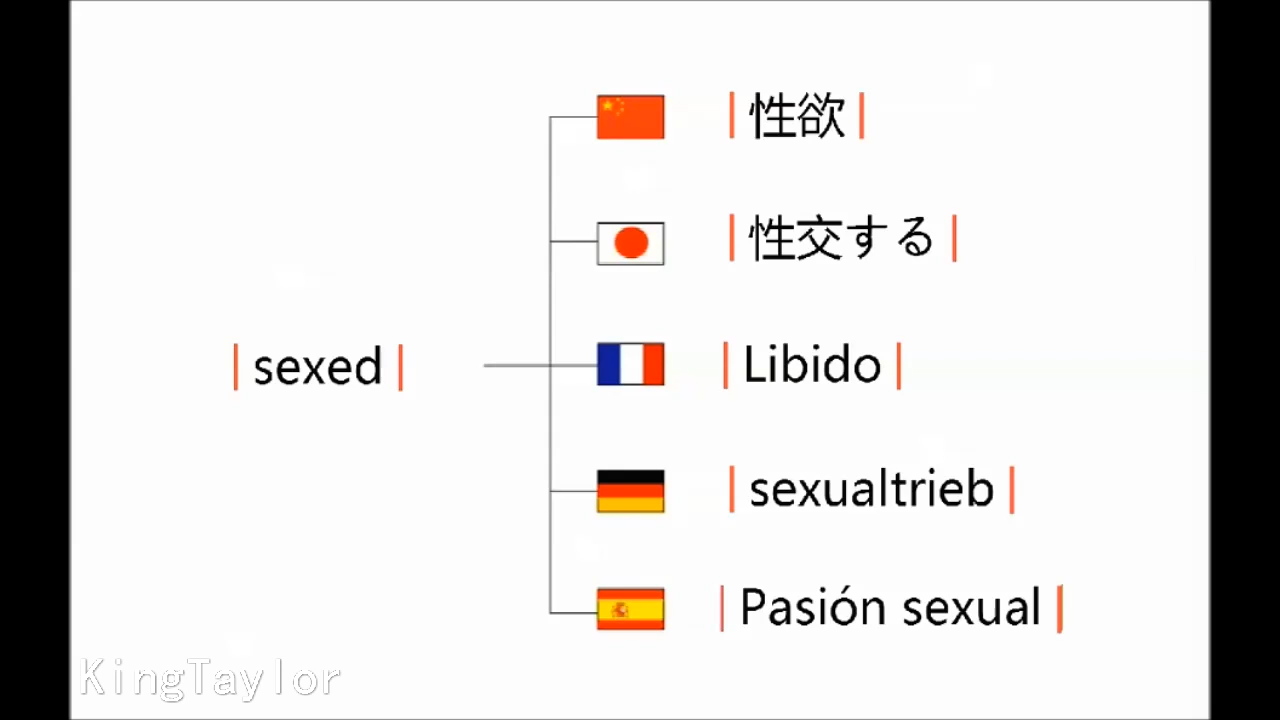 性欲
性交する
sexed
Libido
sexualtrieb
Pasión sexual
KingTaylor